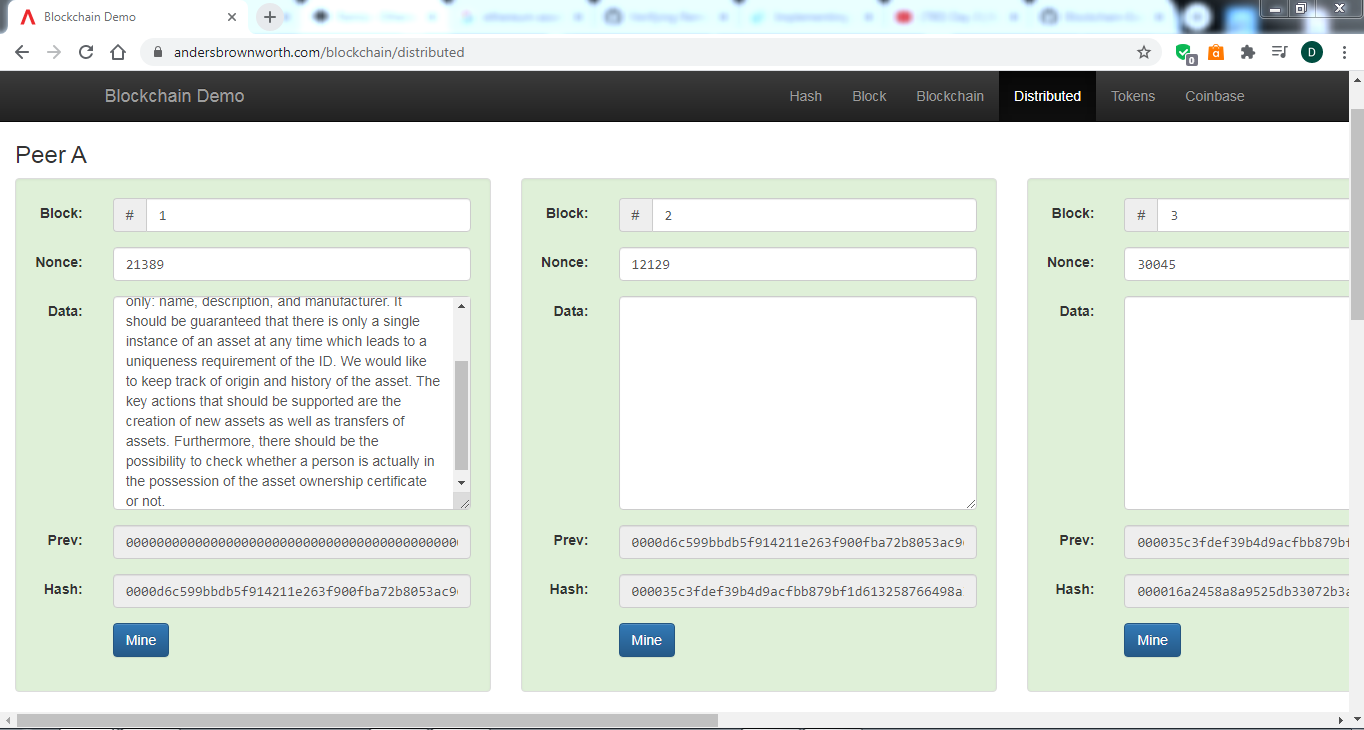 Blockchain Demo
andersbrownworth.com/blockchain/distributed
0
a
D
Blockchain Demo
Hash
Block
Blockchain
Distributed
Tokens
Coinbase
Peer A
Block:
#
1
Nonce:
21389
Data:
only: name, description, and manufacturer. It
should be guaranteed that there is only a single
instance of an asset at any time which leads to a
uniqueness requirement of the ID. We would like
to keep track of origin and history of the asset. The
key actions that should be supported are the
creation of new assets as well as transfers of
assets. Furthermore, there should be the
possibility to check whether a person is actually in
the possession of the asset ownership certificate
or not.
Prev:
Hash:
0000d6c599bbdb5f914211e263f900fba72b8053ac9
Mine
Block:
#
2
Nonce:
12129
Data:
Prev:
0000d6c599bbdb5f914211e263f900fba72b8053ac9
Hash:
000035c3fdef39b4d9acfbb879bf1d613258766498a
Mine
Block:
#
3
Nonce:
30045
Data:
Prev:
000035c3fdef39b4d9acfbb879bf
Hash:
000016a2458a8a9525db33072b3a
Mine